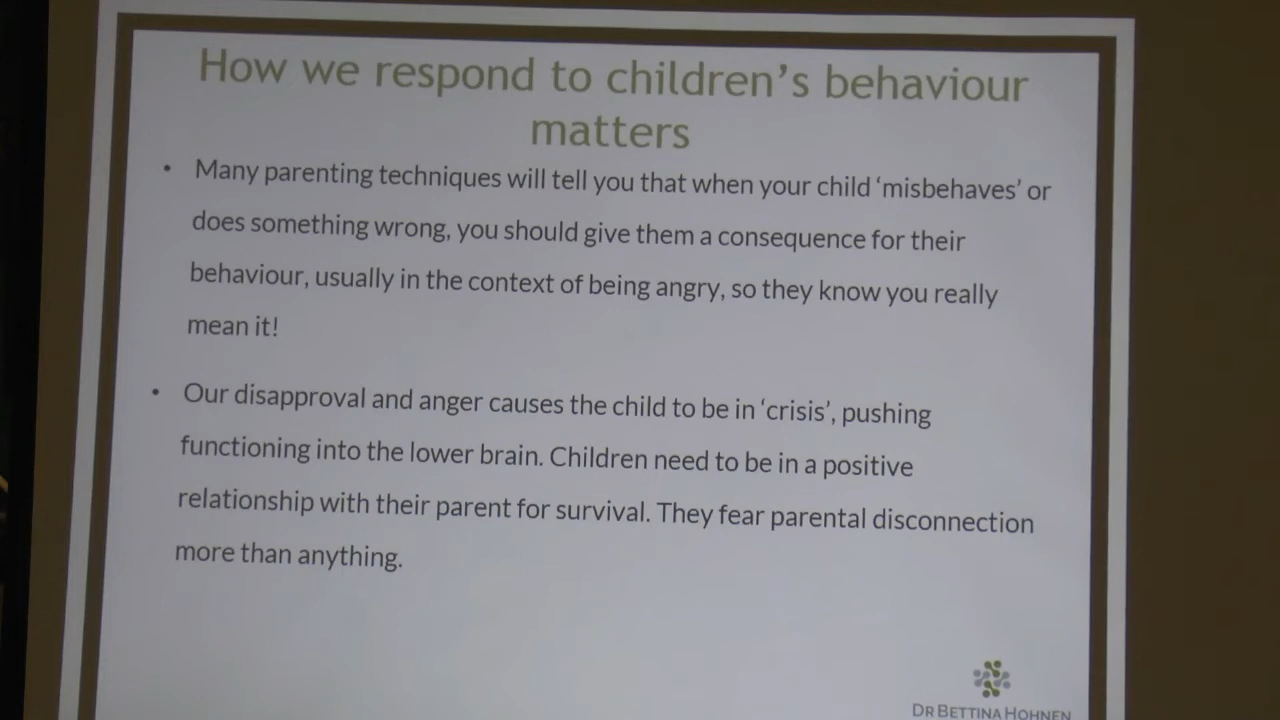 How we respond to children's behaviour
matters
• Many parenting techniques will tell you that when your child ‘misbehaves’ or
does something wrong, you should give them a consequence for their
behaviour, usually in the context of being angry, so they know you really
mean it!
• Our disapproval and anger causes the child to be in ‘crisis’, pushing
functioning into the lower brain. Children need to be in a positive
relationship with their parent for survival. They fear parental disconnection
more than anything.
DR BETTINA HOHNEN